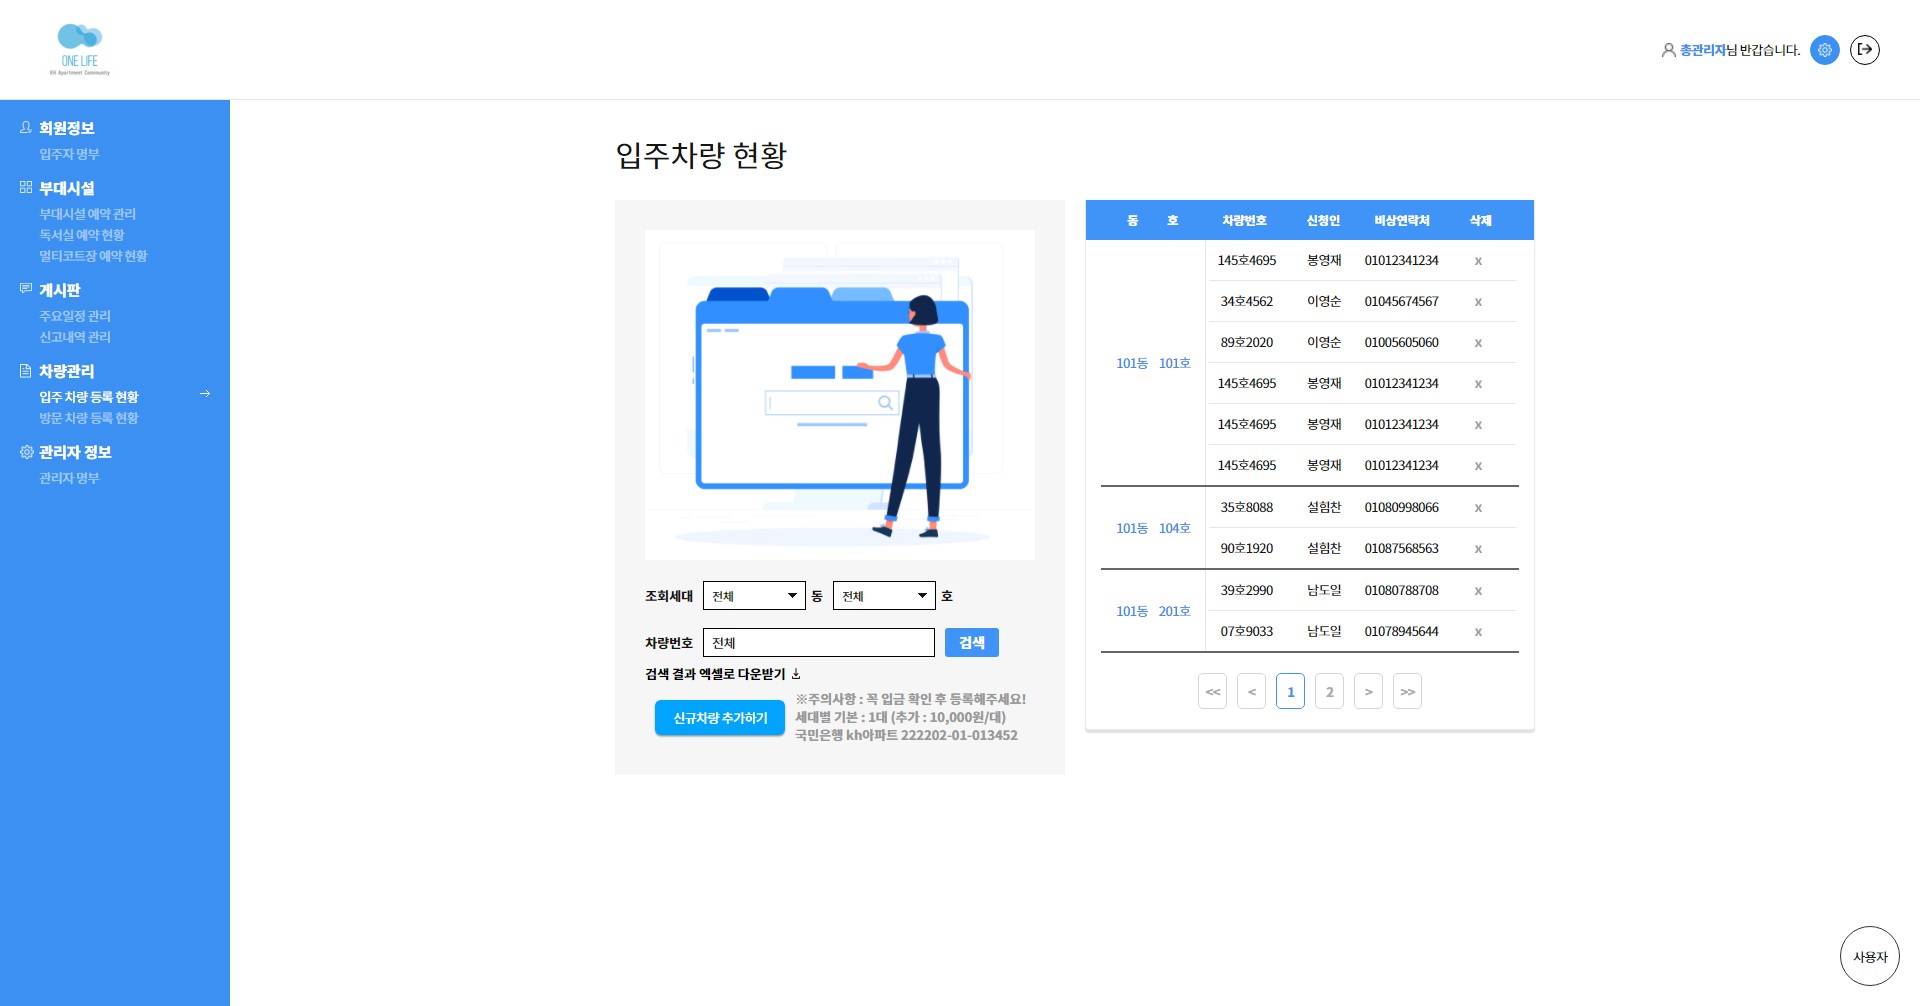 ONE LIFE
KH Apartment Community
총관리자님 반갑습니다.
회원정보
입주자 명부
부대시설
부대시설 예약 관리
독서실 예약 현황
멀티코트장 예약 현황
게시판
주요일정 관리
신고내역 관리
차량관리
입주 차량 등록 현황 →
방문 차량 등록 현황
관리자 정보
관리자 명부
입주차량 현황
조회세대 전체 동 전체 호
차량번호 전체 검색
검색 결과 엑셀로 다운받기
신규차량 추가하기
※주의사항 : 꼭 입금 확인 후 등록해주세요!
세대별 기본 : 1대 (추가 : 10,000원/대)
국민은행 kh아파트 222202-01-013452
동 호 차량번호 신청인 비상연락처 삭제
101동 101호
145호4695 봉영재 01012341234 x
34호4562 이영순 01045674567 x
89호2020 이영순 01005605060 x
145호4695 봉영재 01012341234 x
145호4695 봉영재 01012341234 x
145호4695 봉영재 01012341234 x
101동 104호
35호8088 설힘찬 01080998066 x
90호1920 설힘찬 01087568563 x
101동 201호
39호2990 남도일 01080788708 x
07호9033 남도일 01078945644 x
<< < 1 2 > >>
사용자